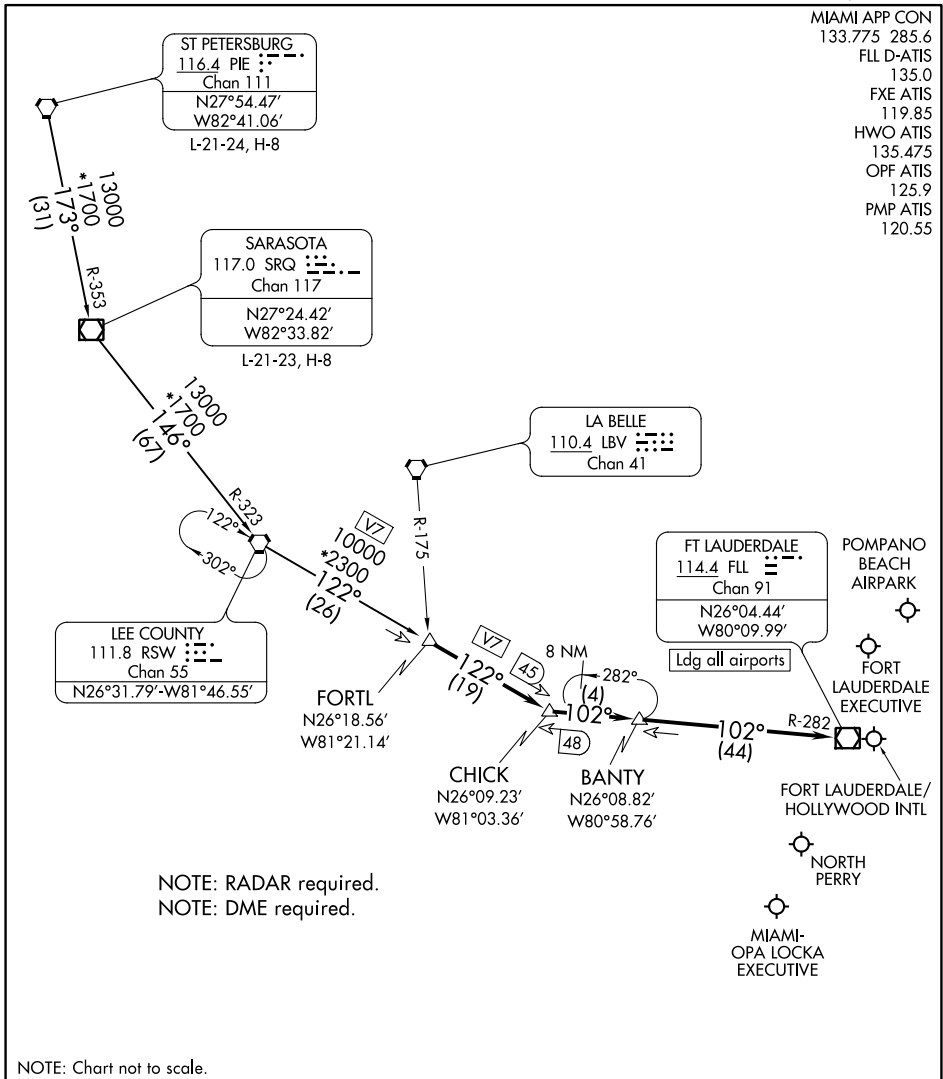 MIAMI APP CON
133.775 285.6
FLL D-ATIS
135.0
FXE ATIS
119.85
HWO ATIS
135.475
OPF ATIS
125.9
PMP ATIS
120.55
ST PETERSBURG
116.4 PIE
Chan 111
N27°54.47'
W82°41.06'
L-21-24, H-8
13000
*1700
173°
(31)
R-353
SARASOTA
117.0 SRQ
Chan 117
N27°24.42'
W82°33.82'
L-21-23, H-8
13000
*1700
146°
(67)
R-323
LA BELLE
110.4 LBV
Chan 41
R-175
122°
302°
LEE COUNTY
111.8 RSW
Chan 55
N26°31.79'-W81°46.55'
V7
10000
*2300
122°
(26)
FORTL
N26°18.56'
W81°21.14'
V7
122°
(19)
45
8 NM
282°
(4)
102°
48
CHICK
N26°09.23'
W81°03.36'
BANTY
N26°08.82'
W80°58.76'
102°
(44)
R-282
FT LAUDERDALE
114.4 FLL
Chan 91
N26°04.44'
W80°09.99'
Ldg all airports
POMPANO
BEACH
AIRPARK
FORT
LAUDERDALE
EXECUTIVE
FORT LAUDERDALE/
HOLLYWOOD INTL
NORTH
PERRY
MIAMI-
OPA LOCKA
EXECUTIVE
NOTE: RADAR required.
NOTE: DME required.
NOTE: Chart not to scale.